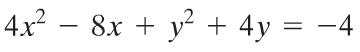 4x² − 8x + y² + 4y = −4